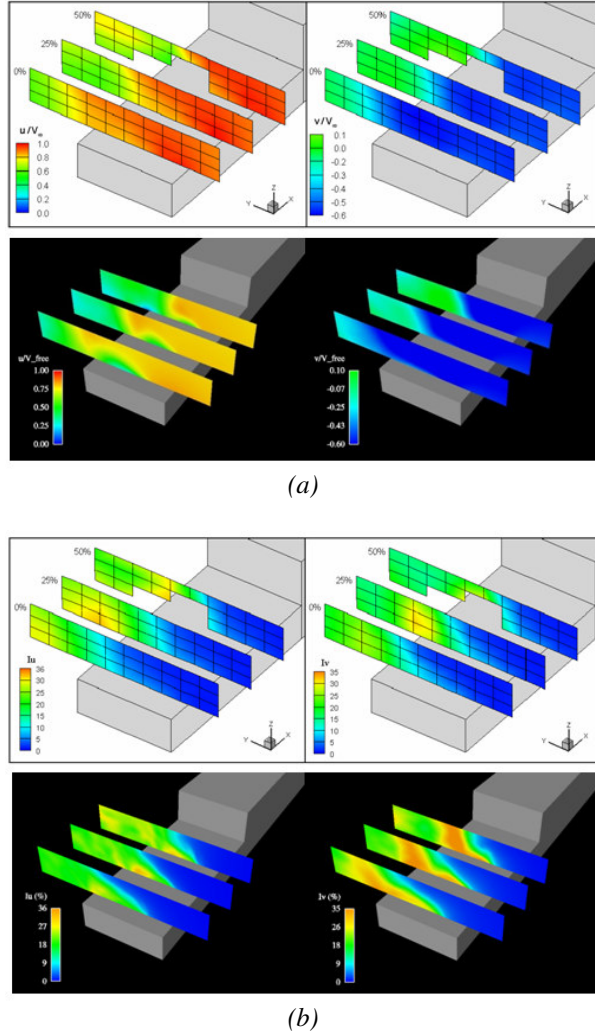 50%
25%
0%
u/V∞
1.0
0.8
0.6
0.4
0.2
0.0
Z
Y
X
50%
25%
0%
v/V∞
0.1
0.0
-0.1
-0.2
-0.3
-0.4
-0.5
-0.6
Z
Y
X
u/V_free
1.00
0.75
0.50
0.25
0.00
v/V_free
0.10
-0.07
-0.25
-0.43
-0.60
(a)
50%
25%
0%
Iu
36
30
25
20
15
10
5
0
Z
Y
X
50%
25%
0%
Iv
35
30
25
20
15
10
5
0
Z
Y
X
Iu (%)
36
27
18
9
0
Iv (%)
35
26
18
9
0
(b)